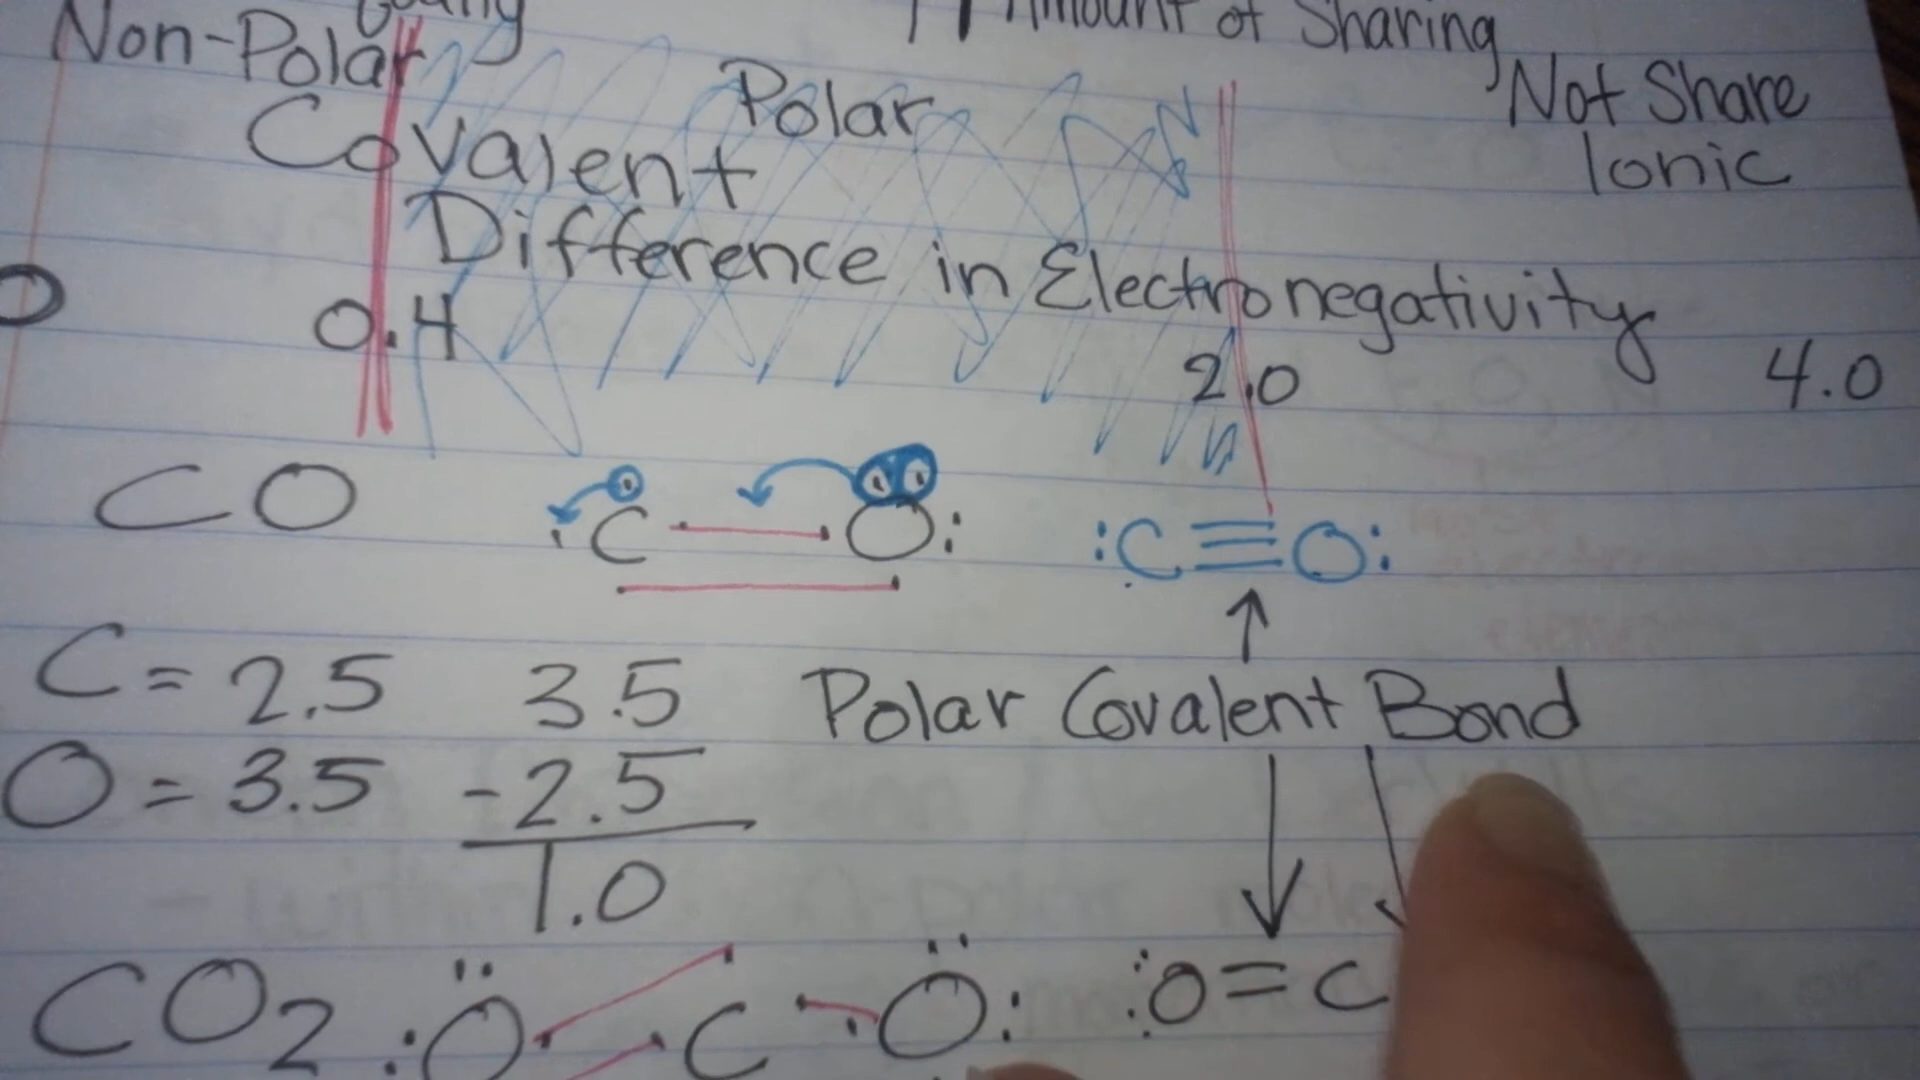 Non-Polar
Amount of Sharing
Polar
Not Share
Covalent
Ionic
Difference in Electronegativity
0
0.4
2.0
4.0
CO
:C O:
:C≡O:
C = 2.5
3.5
Polar Covalent Bond
O = 3.5
-2.5
1.0
CO2
:O C O:
:O=C